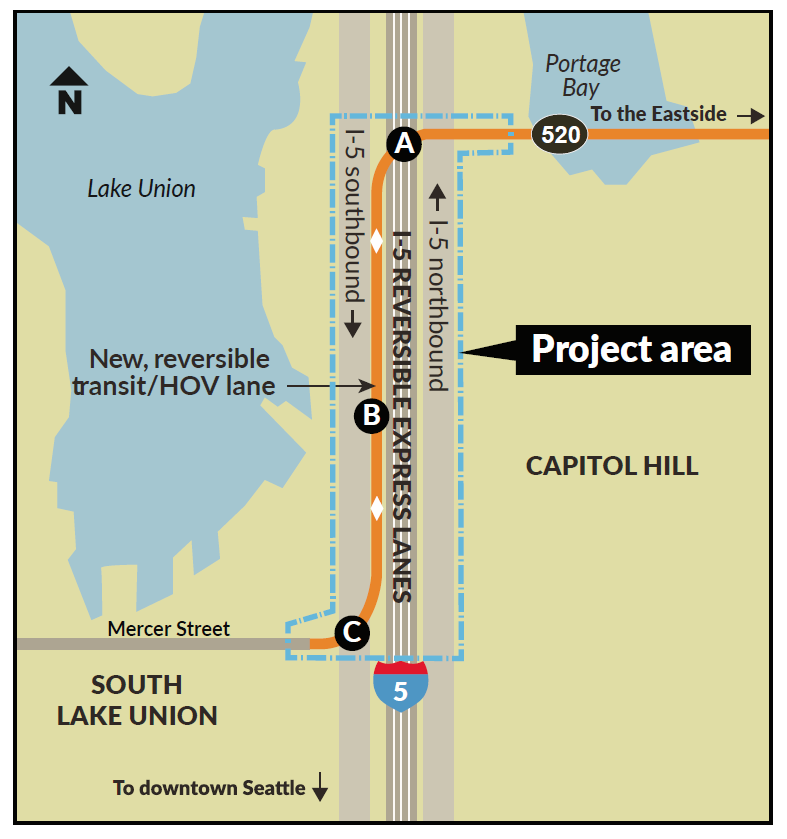 Portage
Bay
To the Eastside
N
520
A
Lake Union
I-5 southbound
I-5 REVERSIBLE EXPRESS LANES
I-5 northbound
Project area
New, reversible
transit/HOV lane
B
CAPITOL HILL
Mercer Street
C
SOUTH
LAKE UNION
5
To downtown Seattle